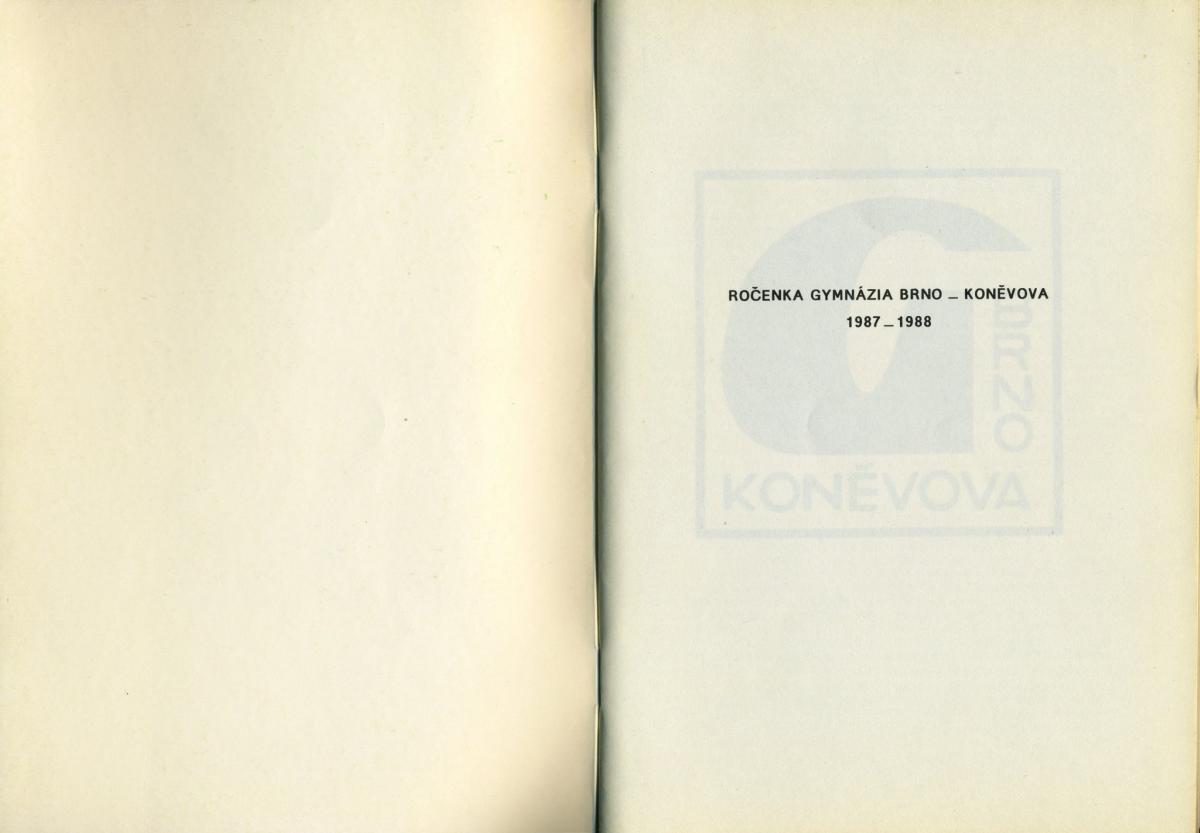 ROČENKA GYMNÁZIA BRNO _ KONĚVOVA
1987 _ 1988
BRNO
KONĚVOVA